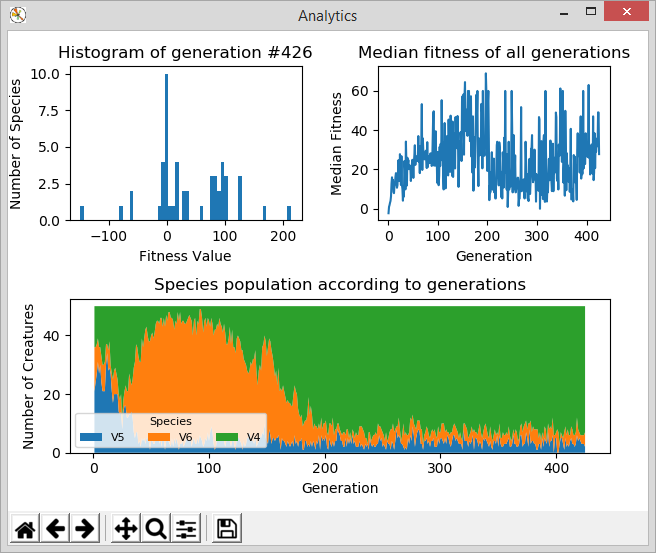 Analytics
Histogram of generation #426
Number of Species
10.0
7.5
5.0
2.5
0.0
−100 0 100 200
Fitness Value
Median fitness of all generations
Median Fitness
60
40
20
0
0 100 200 300 400
Generation
Species population according to generations
Number of Creatures
40
20
0
Species
V5 V6 V4
0 100 200 300 400
Generation